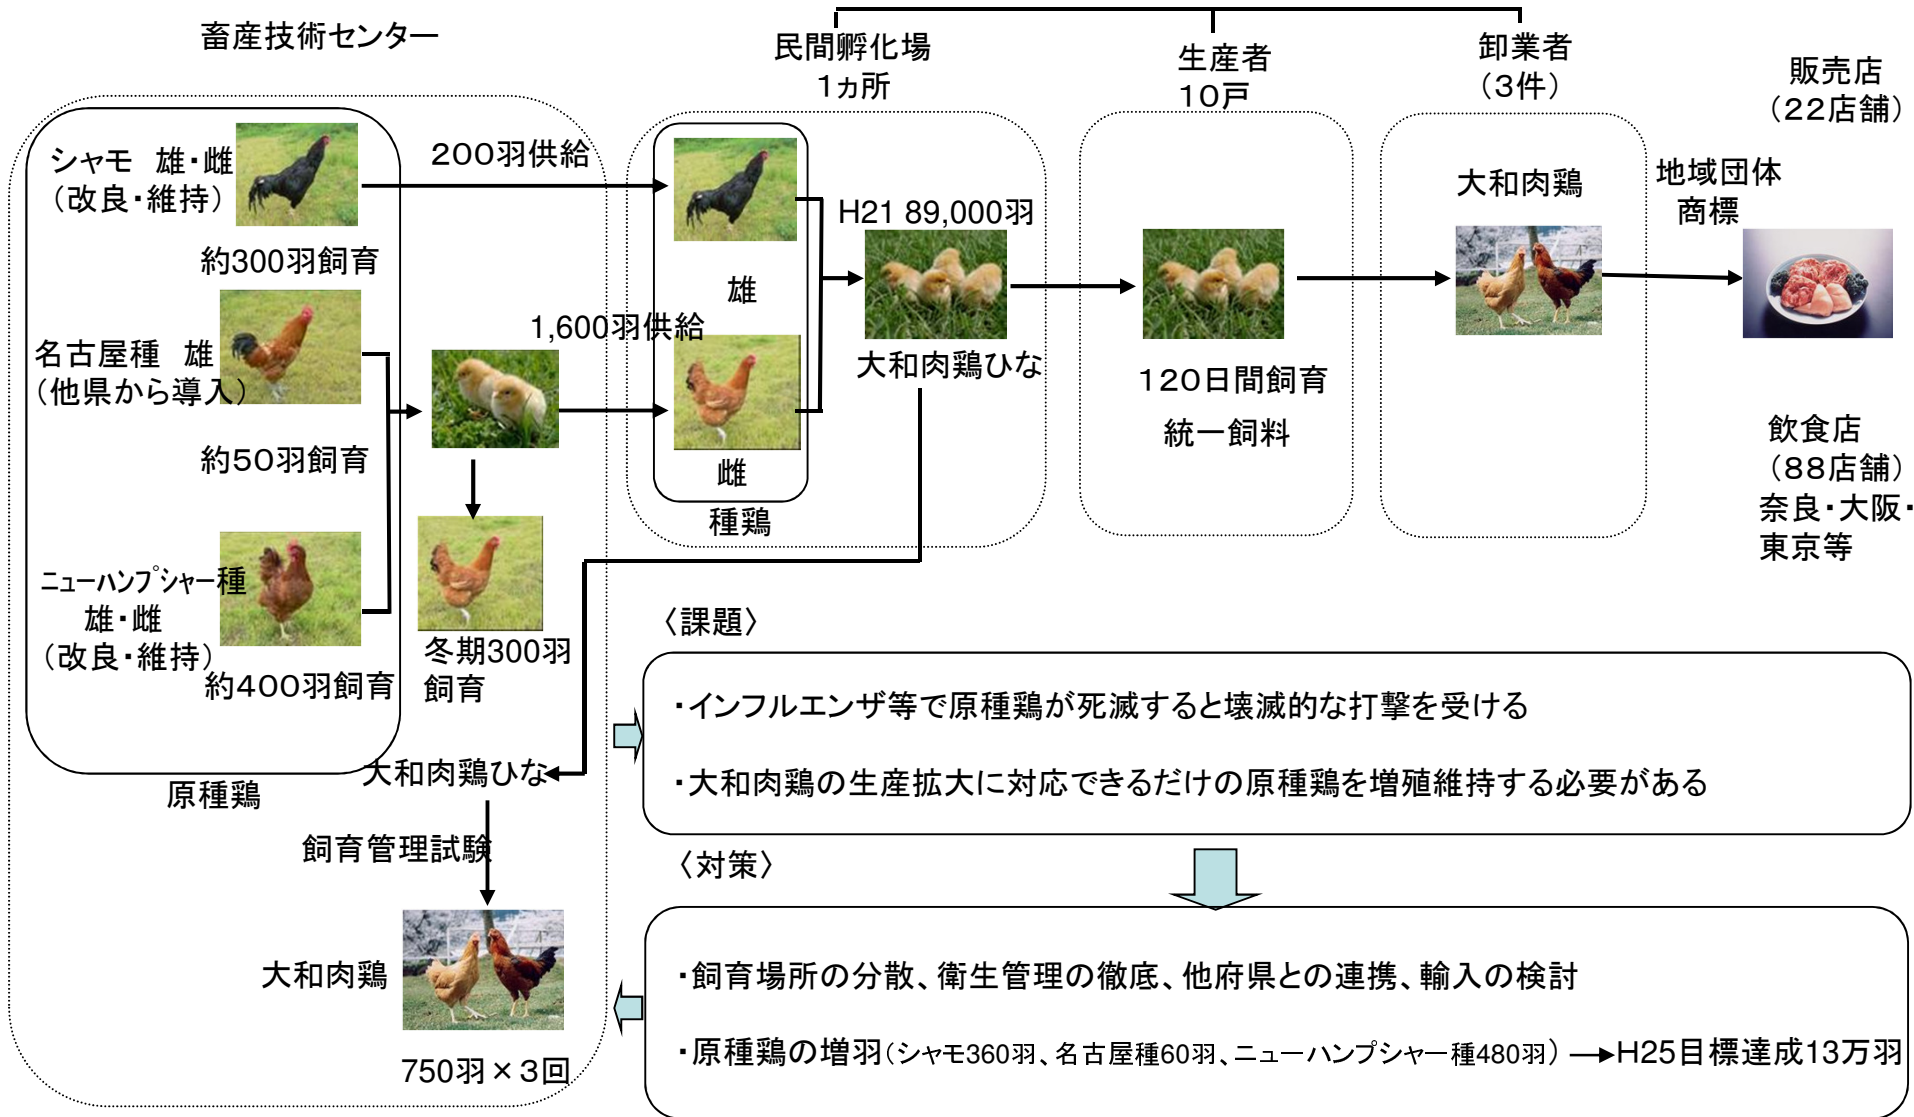 畜産技術センター
シャモ 雄・雌
(改良・維持)
約300羽飼育
名古屋種 雄
(他県から導入)
約50羽飼育
ニューハンプシャー種
雄・雌
(改良・維持)
約400羽飼育
原種鶏
200羽供給
1,600羽供給
冬期300羽
飼育
大和肉鶏ひな
飼育管理試験
大和肉鶏
750羽×3回
民間孵化場
1ヵ所
雄
雌
種鶏
H21 89,000羽
大和肉鶏ひな
生産者
10戸
120日間飼育
統一飼料
卸業者
(3件)
大和肉鶏
地域団体
商標
販売店
(22店舗)
飲食店
(88店舗)
奈良・大阪・
東京等
〈課題〉
・インフルエンザ等で原種鶏が死滅すると壊滅的な打撃を受ける
・大和肉鶏の生産拡大に対応できるだけの原種鶏を増殖維持する必要がある
〈対策〉
・飼育場所の分散、衛生管理の徹底、他府県との連携、輸入の検討
・原種鶏の増羽(シャモ360羽、名古屋種60羽、ニューハンプシャー種480羽) →H25目標達成13万羽